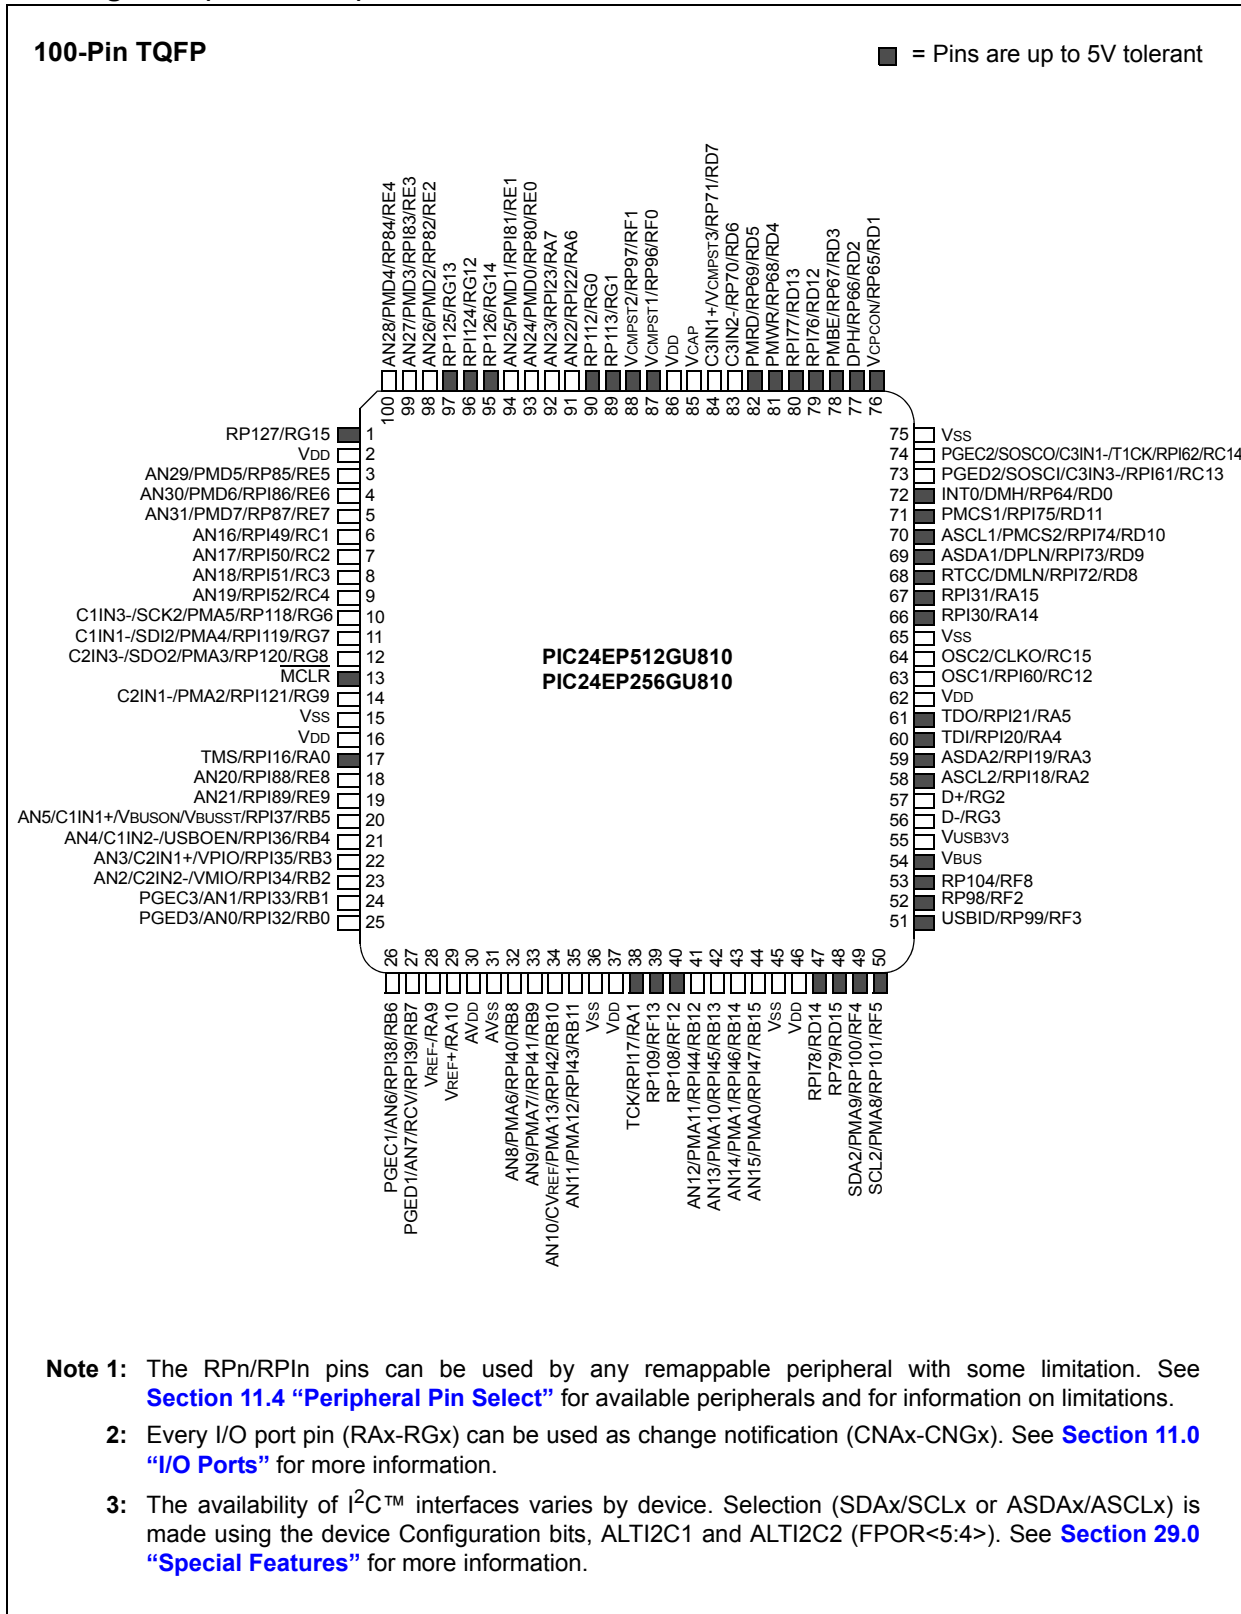 100-Pin TQFP
= Pins are up to 5V tolerant
100 AN28/PMD4/RP84/RE4
99 AN27/PMD3/RPI83/RE3
98 AN26/PMD2/RP82/RE2
97 RP125/RG13
96 RPI124/RG12
95 RP126/RG14
94 AN25/PMD1/RPI81/RE1
93 AN24/PMD0/RP80/RE0
92 AN23/RPI23/RA7
91 AN22/RPI22/RA6
90 RP112/RG0
89 RP113/RG1
88 VCMPST2/RP97/RF1
87 VCMPST1/RP96/RF0
86 VDD
85 VCAP
84 C3IN1+/VCMPST3/RP71/RD7
83 C3IN2-/RP70/RD6
82 PMRD/RP69/RD5
81 PMWR/RP68/RD4
80 RPI77/RD13
79 RPI76/RD12
78 PMBE/RP67/RD3
77 DPH/RP66/RD2
76 VCPCON/RP65/RD1
RP127/RG15 1
VDD 2
AN29/PMD5/RP85/RE5 3
AN30/PMD6/RPI86/RE6 4
AN31/PMD7/RP87/RE7 5
AN16/RPI49/RC1 6
AN17/RPI50/RC2 7
AN18/RPI51/RC3 8
AN19/RPI52/RC4 9
C1IN3-/SCK2/PMA5/RP118/RG6 10
C1IN1-/SDI2/PMA4/RPI119/RG7 11
C2IN3-/SDO2/PMA3/RP120/RG8 12
MCLR 13
C2IN1-/PMA2/RPI121/RG9 14
VSS 15
VDD 16
TMS/RPI16/RA0 17
AN20/RPI88/RE8 18
AN21/RPI89/RE9 19
AN5/C1IN1+/VBUSON/VBUSST/RPI37/RB5 20
AN4/C1IN2-/USBOEN/RPI36/RB4 21
AN3/C2IN1+/VPIO/RPI35/RB3 22
AN2/C2IN2-/VMIO/RPI34/RB2 23
PGEC3/AN1/RPI33/RB1 24
PGED3/AN0/RPI32/RB0 25
PIC24EP512GU810
PIC24EP256GU810
75 VSS
74 PGEC2/SOSCO/C3IN1-/T1CK/RPI62/RC14
73 PGED2/SOSCI/C3IN3-/RPI61/RC13
72 INT0/DMH/RP64/RD0
71 PMCS1/RPI75/RD11
70 ASCL1/PMCS2/RPI74/RD10
69 ASDA1/DPLN/RPI73/RD9
68 RTCC/DMLN/RPI72/RD8
67 RPI31/RA15
66 RPI30/RA14
65 VSS
64 OSC2/CLKO/RC15
63 OSC1/RPI60/RC12
62 VDD
61 TDO/RPI21/RA5
60 TDI/RPI20/RA4
59 ASDA2/RPI19/RA3
58 ASCL2/RPI18/RA2
57 D+/RG2
56 D-/RG3
55 VUSB3V3
54 VBUS
53 RP104/RF8
52 RP98/RF2
51 USBID/RP99/RF3
26 PGEC1/AN6/RPI38/RB6
27 PGED1/AN7/RCV/RPI39/RB7
28 VREF-/RA9
29 VREF+/RA10
30 AVDD
31 AVSS
32 AN8/PMA6/RPI40/RB8
33 AN9/PMA7//RPI41/RB9
34 AN10/CVREF/PMA13/RPI42/RB10
35 AN11/PMA12/RPI43/RB11
36 VSS
37 VDD
38 TCK/RPI17/RA1
39 RP109/RF13
40 RP108/RF12
41 AN12/PMA11/RPI44/RB12
42 AN13/PMA10/RPI45/RB13
43 AN14/PMA1/RPI46/RB14
44 AN15/PMA0/RPI47/RB15
45 VSS
46 VDD
47 RPI78/RD14
48 RP79/RD15
49 SDA2/PMA9/RP100/RF4
50 SCL2/PMA8/RP101/RF5
Note 1: The RPn/RPIn pins can be used by any remappable peripheral with some limitation. See
Section 11.4 “Peripheral Pin Select” for available peripherals and for information on limitations.
2: Every I/O port pin (RAx-RGx) can be used as change notification (CNAx-CNGx). See Section 11.0
“I/O Ports” for more information.
3: The availability of I2C™ interfaces varies by device. Selection (SDAx/SCLx or ASDAx/ASCLx) is
made using the device Configuration bits, ALTI2C1 and ALTI2C2 (FPOR<5:4>). See Section 29.0
“Special Features” for more information.